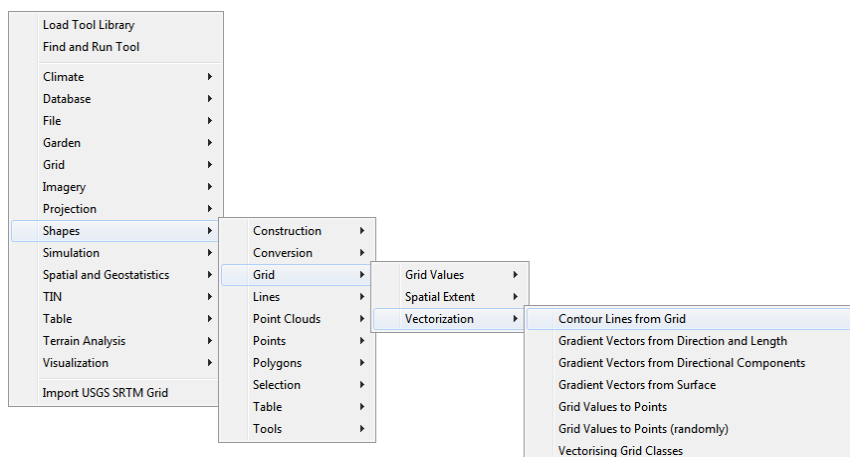 Load Tool Library
Find and Run Tool
Climate
Database
File
Garden
Grid
Imagery
Projection
Shapes
Simulation
Spatial and Geostatistics
TIN
Table
Terrain Analysis
Visualization
Import USGS SRTM Grid
Construction
Conversion
Grid
Lines
Point Clouds
Points
Polygons
Selection
Table
Tools
Grid Values
Spatial Extent
Vectorization
Contour Lines from Grid
Gradient Vectors from Direction and Length
Gradient Vectors from Directional Components
Gradient Vectors from Surface
Grid Values to Points
Grid Values to Points (randomly)
Vectorising Grid Classes